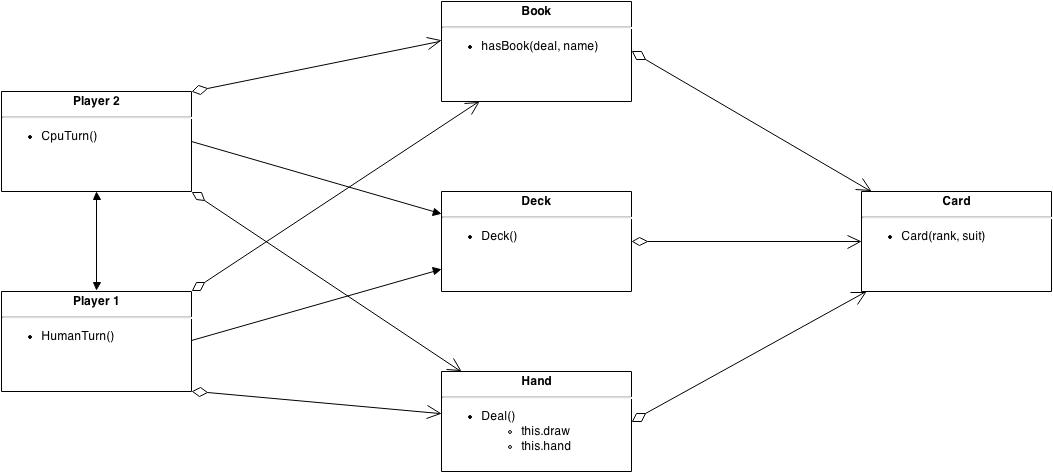 Book
hasBook(deal, name)
Player 2
CpuTurn()
Deck
Deck()
Card
Card(rank, suit)
Player 1
HumanTurn()
Hand
Deal()
this.draw
this.hand